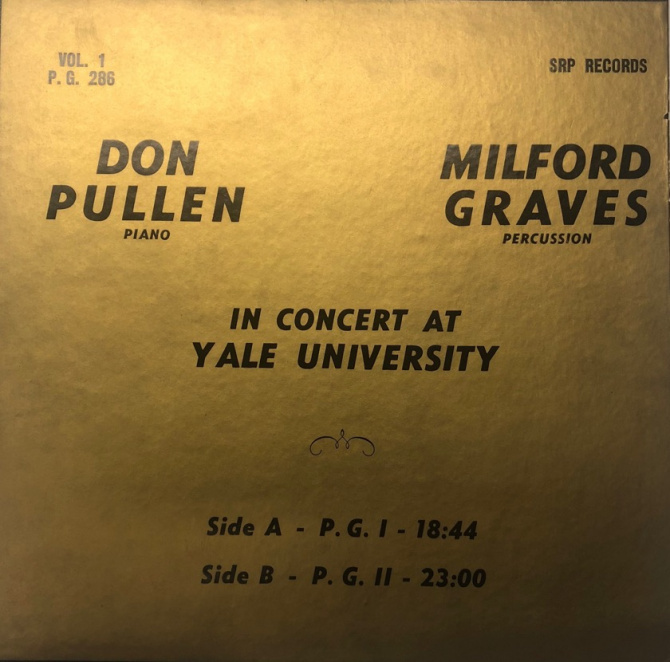 VOL. 1
P. G. 286
SRP RECORDS
DON
PULLEN
PIANO
MILFORD
GRAVES
PERCUSSION
IN CONCERT AT
YALE UNIVERSITY
Side A - P. G. I - 18:44
Side B - P. G. II - 23:00